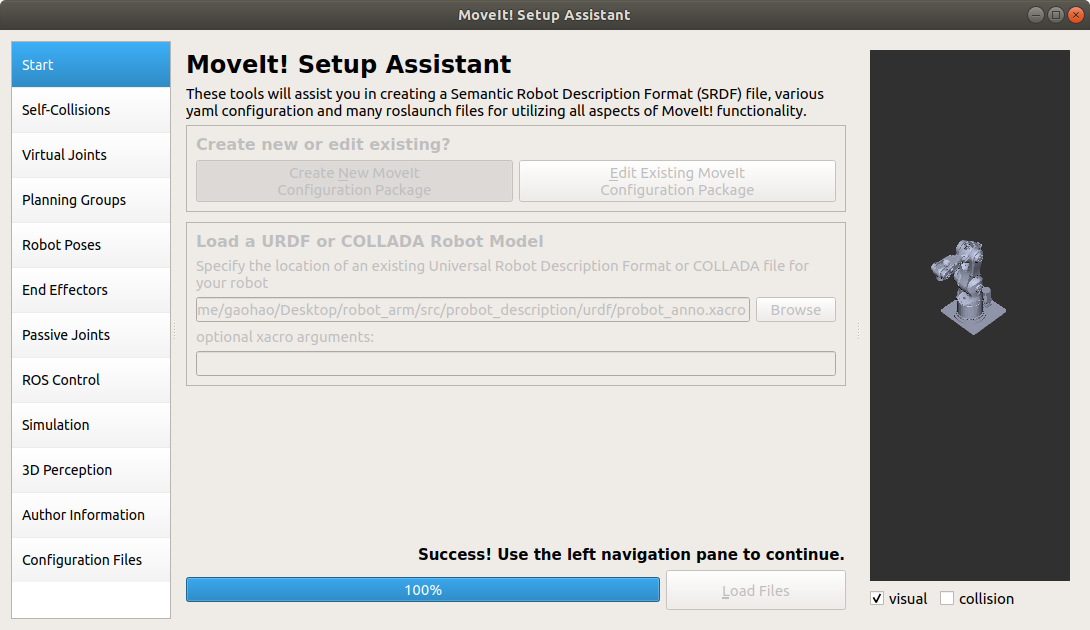 MoveIt! Setup Assistant
Start
Self-Collisions
Virtual Joints
Planning Groups
Robot Poses
End Effectors
Passive Joints
ROS Control
Simulation
3D Perception
Author Information
Configuration Files
MoveIt! Setup Assistant
These tools will assist you in creating a Semantic Robot Description Format (SRDF) file, various
yaml configuration and many roslaunch files for utilizing all aspects of MoveIt! functionality.
Create new or edit existing?
Create New MoveIt
Configuration Package
Edit Existing MoveIt
Configuration Package
Load a URDF or COLLADA Robot Model
Specify the location of an existing Universal Robot Description Format or COLLADA file for
your robot
me/gaohao/Desktop/robot_arm/src/probot_description/urdf/probot_anno.xacro
Browse
optional xacro arguments:
Success! Use the left navigation pane to continue.
100%
Load Files
visual
collision